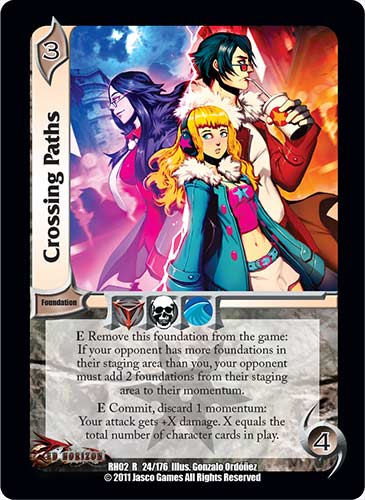 3
Crossing Paths
Foundation
E Remove this foundation from the game:
If your opponent has more foundations in
their staging area than you, your opponent
must add 2 foundations from their staging
area to their momentum.
E Commit, discard 1 momentum:
Your attack gets +X damage. X equals the
total number of character cards in play.
RED HORIZON
4
RH02 R 24/176 Illus. Gonzalo Ordóñez
© 2011 Jasco Games All Rights Reserved